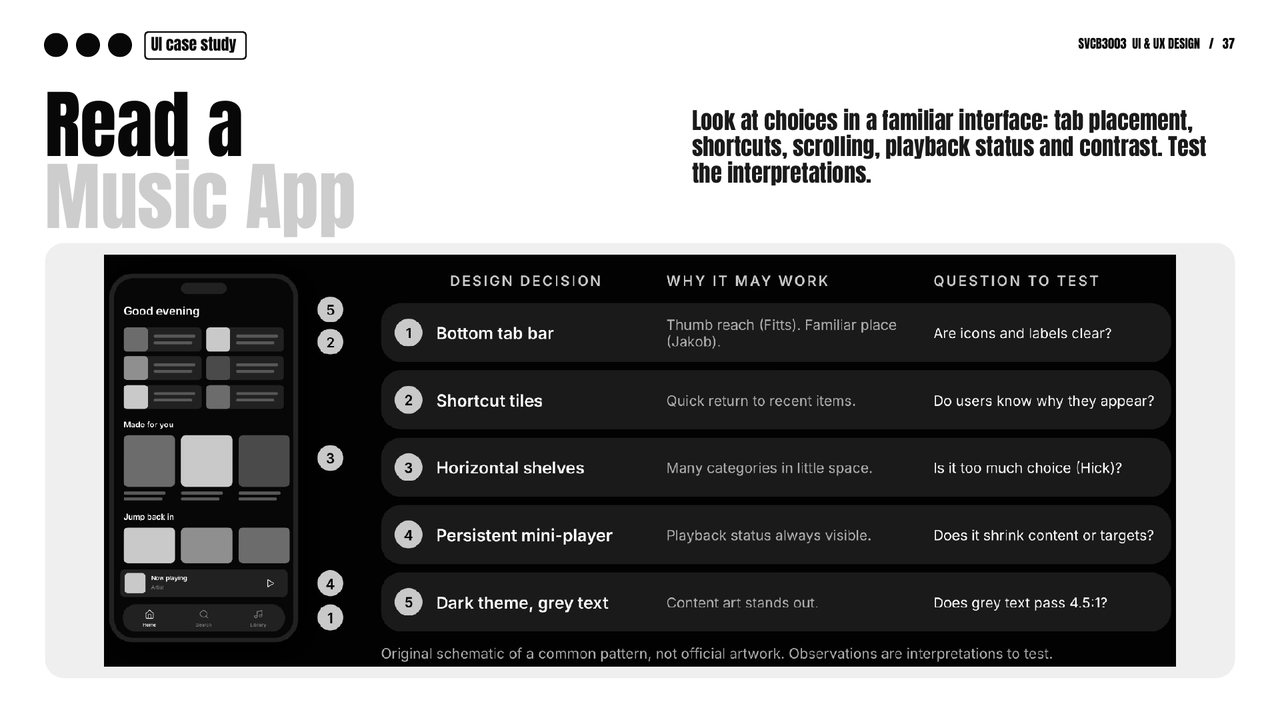 UI case study
SVCB3003 UI & UX DESIGN / 37
Read a
Music App
Look at choices in a familiar interface: tab placement,
shortcuts, scrolling, playback status and contrast. Test
the interpretations.
Good evening
Made for you
Jump back in
Now playing
Artist
Home
Search
Library
5
2
3
4
1
DESIGN DECISION
WHY IT MAY WORK
QUESTION TO TEST
1
Bottom tab bar
Thumb reach (Fitts). Familiar place
(Jakob).
Are icons and labels clear?
2
Shortcut tiles
Quick return to recent items.
Do users know why they appear?
3
Horizontal shelves
Many categories in little space.
Is it too much choice (Hick)?
4
Persistent mini-player
Playback status always visible.
Does it shrink content or targets?
5
Dark theme, grey text
Content art stands out.
Does grey text pass 4.5:1?
Original schematic of a common pattern, not official artwork. Observations are interpretations to test.